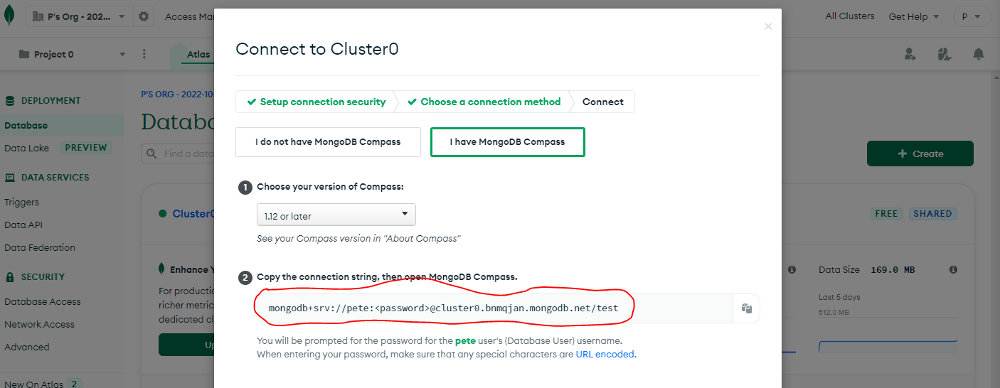 P's Org - 202...
Access Ma
All Clusters
Get Help
P
Project 0
Atlas
Connect to Cluster0
Setup connection security
Choose a connection method
Connect
I do not have MongoDB Compass
I have MongoDB Compass
DEPLOYMENT
Database
Data Lake PREVIEW
DATA SERVICES
Triggers
Data API
Data Federation
SECURITY
Database Access
Network Access
Advanced
New On Atlas 2
P'S ORG - 2022-10
Databa
Find a data
Create
Cluster0
FREE SHARED
Enhance Y
For productio
richer metric
dedicated cl
Up
1 Choose your version of Compass:
1.12 or later
See your Compass version in "About Compass"
2 Copy the connection string, then open MongoDB Compass.
mongodb+srv://pete:<password>@cluster0.bnmqjan.mongodb.net/test
You will be prompted for the password for the pete user's (Database User) username.
When entering your password, make sure that any special characters are URL encoded.
Data Size 169.0 MB
Last 5 days
512.0 MB